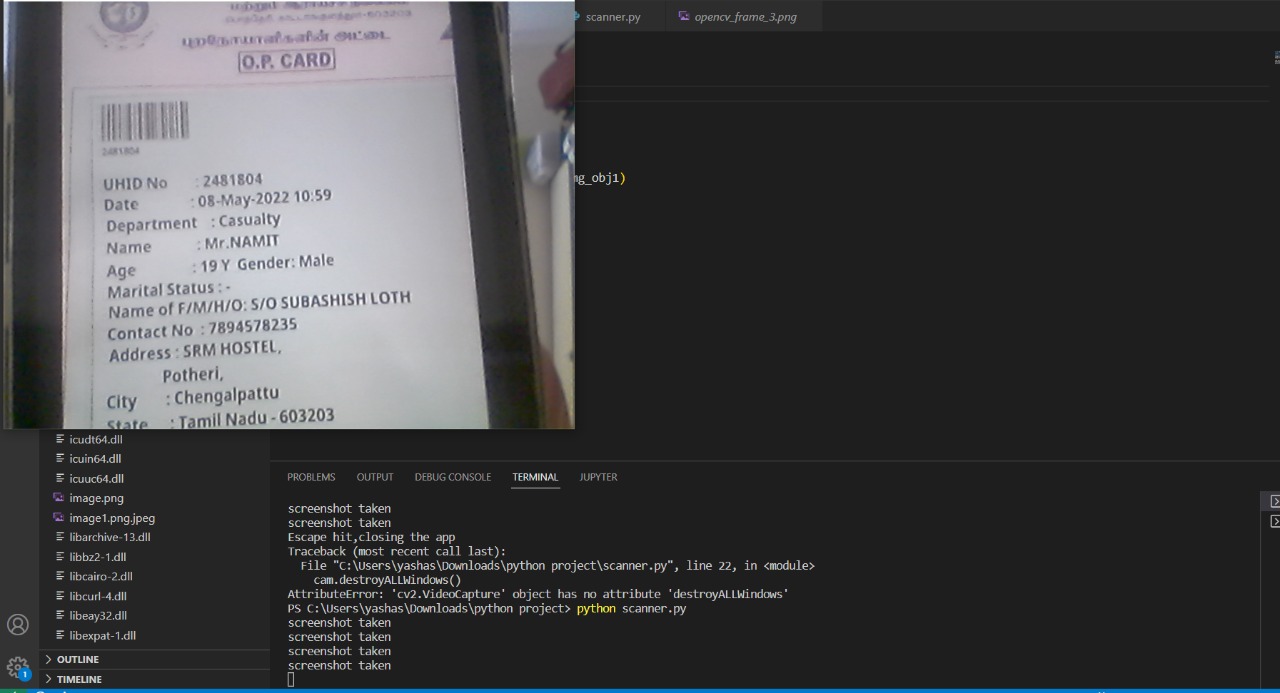 மற்றும் ஆராய்ச்சி
புறநோயாளிகளின் அட்டை
O.P. CARD
2481804
UHID No : 2481804
Date : 08-May-2022 10:59
Department : Casualty
Name : Mr.NAMIT
Age : 19 Y Gender: Male
Marital Status : -
Name of F/M/H/O: S/O SUBASHISH LOTH
Contact No : 7894578235
Address : SRM HOSTEL,
Potheri,
City : Chengalpattu
State : Tamil Nadu - 603203
scanner.py
opencv_frame_3.png
ng_obj1)
icudt64.dll
icuin64.dll
icuuc64.dll
image.png
image1.png.jpeg
libarchive-13.dll
libbz2-1.dll
libcairo-2.dll
libcurl-4.dll
libeay32.dll
libexpat-1.dll
OUTLINE
TIMELINE
1
PROBLEMS OUTPUT DEBUG CONSOLE TERMINAL JUPYTER
screenshot taken
screenshot taken
Escape hit,closing the app
Traceback (most recent call last):
File "C:\Users\yashas\Downloads\python project\scanner.py", line 22, in <module>
cam.destroyALLWindows()
AttributeError: 'cv2.VideoCapture' object has no attribute 'destroyALLWindows'
PS C:\Users\yashas\Downloads\python project> python scanner.py
screenshot taken
screenshot taken
screenshot taken
screenshot taken